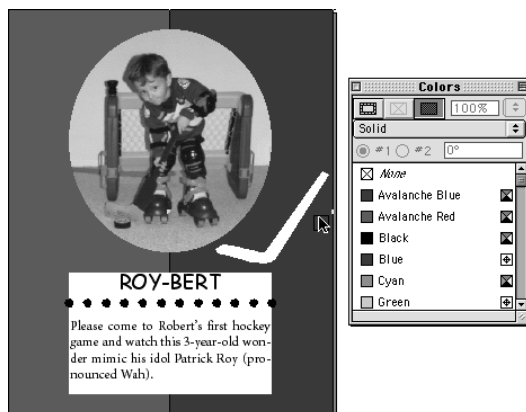 ROY-BERT
Please come to Robert's first hockey
game and watch this 3-year-old won-
der mimic his idol Patrick Roy (pro-
nounced Wah).
Colors
100%
Solid
#1 #2 0°
None
Avalanche Blue
Avalanche Red
Black
Blue
Cyan
Green